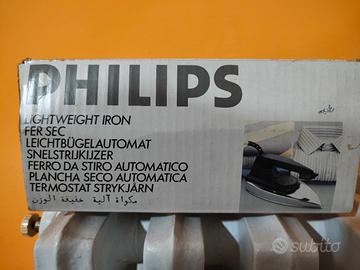 PHILIPS
LIGHTWEIGHT IRON
FER SEC
LEICHTBÜGELAUTOMAT
SNELSTRIJKIJZER
FERRO DA STIRO AUTOMATICO
PLANCHA SECO AUTOMATICA
TERMOSTAT STRYKJÄRN
مكواة آلية خفيفة الوزن
subito